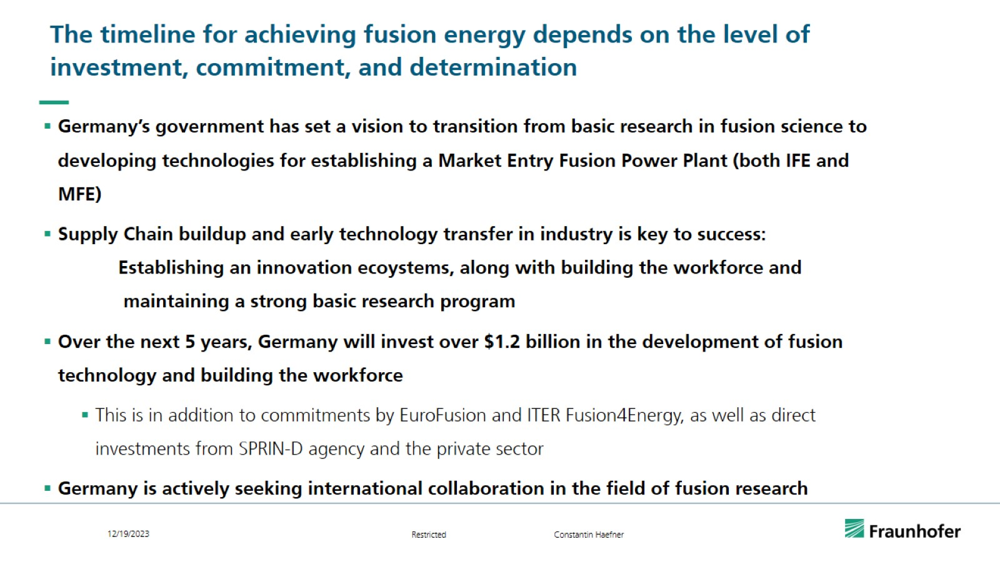 The timeline for achieving fusion energy depends on the level of
investment, commitment, and determination
▪ Germany’s government has set a vision to transition from basic research in fusion science to
developing technologies for establishing a Market Entry Fusion Power Plant (both IFE and
MFE)
▪ Supply Chain buildup and early technology transfer in industry is key to success:
Establishing an innovation ecoystems, along with building the workforce and
maintaining a strong basic research program
▪ Over the next 5 years, Germany will invest over $1.2 billion in the development of fusion
technology and building the workforce
▪ This is in addition to commitments by EuroFusion and ITER Fusion4Energy, as well as direct
investments from SPRIN-D agency and the private sector
▪ Germany is actively seeking international collaboration in the field of fusion research
12/19/2023
Restricted
Constantin Haefner
Fraunhofer